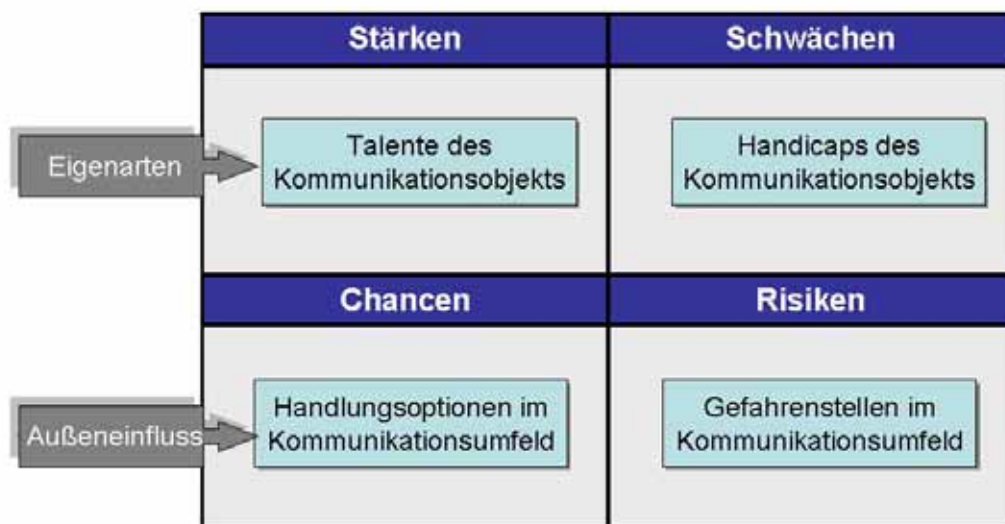 Stärken
Schwächen
Eigenarten
Talente des
Kommunikationsobjekts
Handicaps des
Kommunikationsobjekts
Chancen
Risiken
Außeneinfluss
Handlungsoptionen im
Kommunikationsumfeld
Gefahrenstellen im
Kommunikationsumfeld